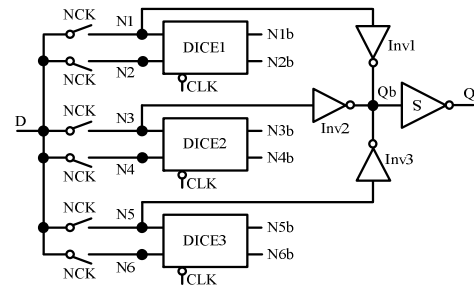 NCK N1 N1b
DICE1 Inv1
NCK N2 N2b
CLK
D NCK N3 N3b Inv2 Qb S Q
DICE2
NCK N4 N4b Inv3
CLK
NCK N5 N5b
DICE3
NCK N6 N6b
CLK